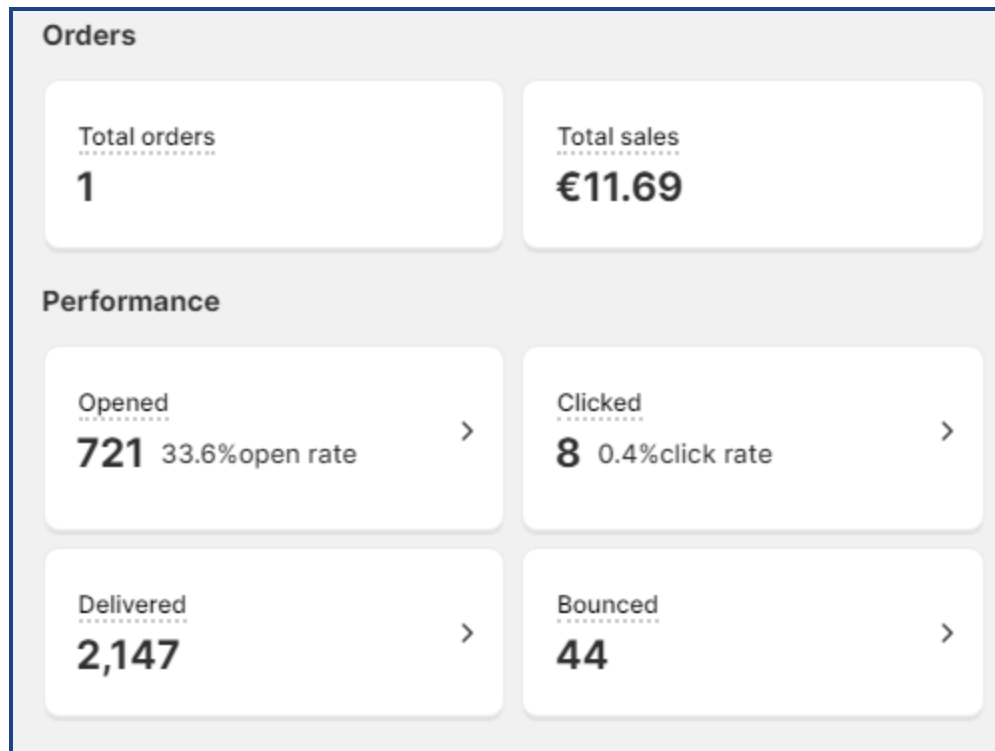 Orders
Total orders
Total sales
1
€11.69
Performance
Opened
Clicked
721 33.6%open rate
8 0.4%click rate
Delivered
Bounced
2,147
44